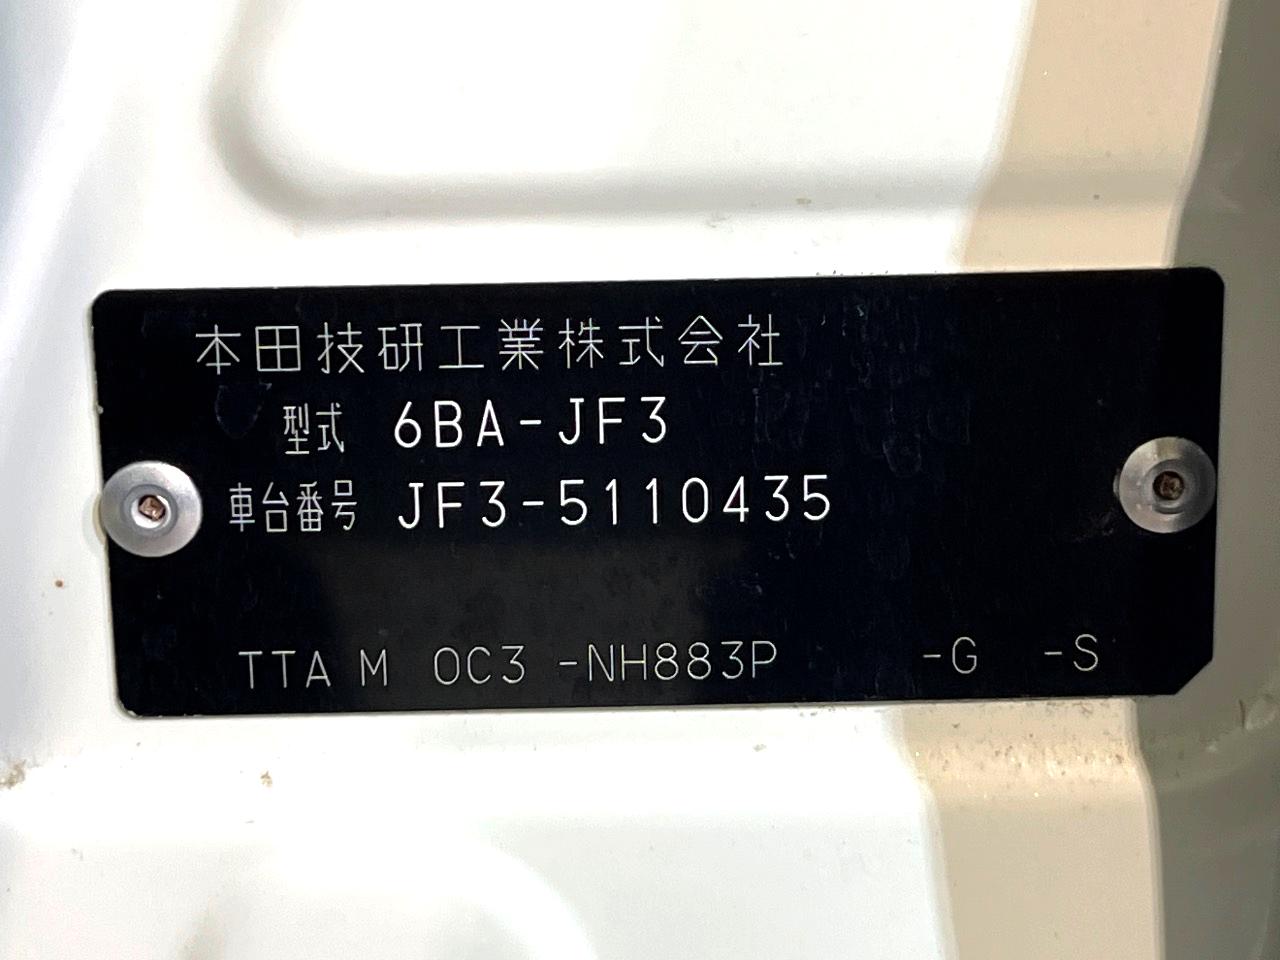 本田技研工業株式会社
型式 6BA-JF3
車台番号 JF3-5110435
TTA M 0C3 -NH883P -G -S